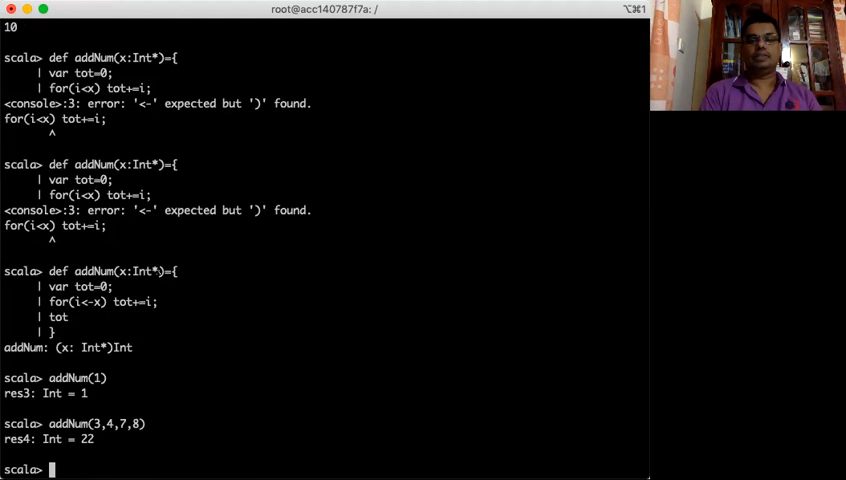 root@acc140787f7a: /
⌥⌘1
10
scala> def addNum(x:Int*)={
| var tot=0;
| for(i<x) tot+=i;
<console>:3: error: '<-' expected but ')' found.
for(i<x) tot+=i;
^
scala> def addNum(x:Int*)={
| var tot=0;
| for(i<x) tot+=i;
<console>:3: error: '<-' expected but ')' found.
for(i<x) tot+=i;
^
scala> def addNum(x:Int*)={
| var tot=0;
| for(i<-x) tot+=i;
| tot
| }
addNum: (x: Int*)Int
scala> addNum(1)
res3: Int = 1
scala> addNum(3,4,7,8)
res4: Int = 22
scala>